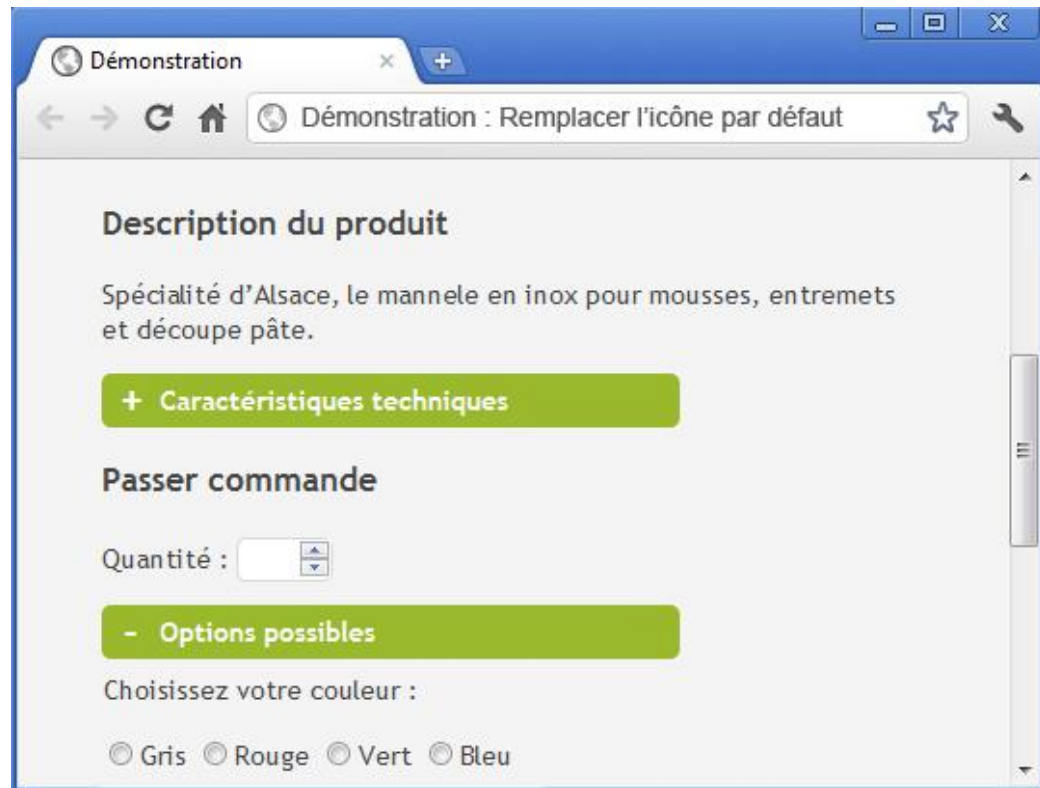 Démonstration
Démonstration : Remplacer l'icône par défaut
Description du produit
Spécialité d’Alsace, le mannele en inox pour mousses, entremets
et découpe pâte.
+ Caractéristiques techniques
Passer commande
Quantité :
- Options possibles
Choisissez votre couleur :
Gris Rouge Vert Bleu